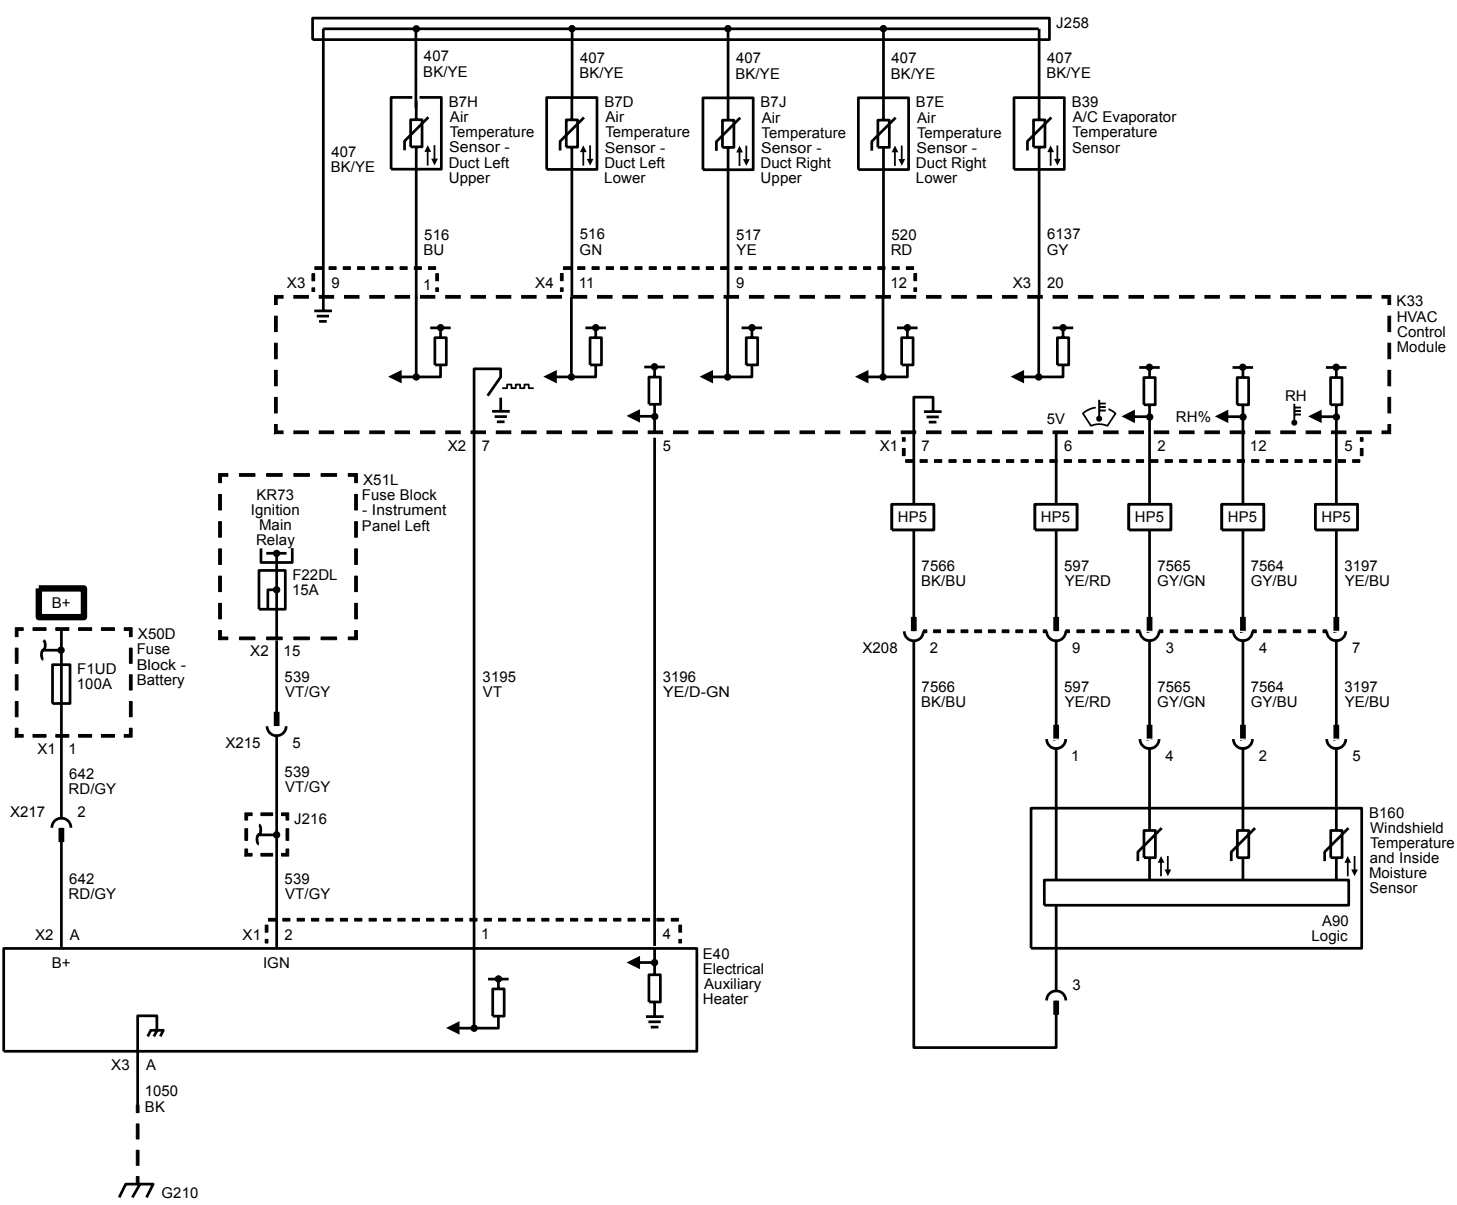 J258
407
BK/YE
407
BK/YE
407
BK/YE
407
BK/YE
407
BK/YE
B7H
Air
Temperature
Sensor -
Duct Left
Upper
B7D
Air
Temperature
Sensor -
Duct Left
Lower
B7J
Air
Temperature
Sensor -
Duct Right
Upper
B7E
Air
Temperature
Sensor -
Duct Right
Lower
B39
A/C Evaporator
Temperature
Sensor
407
BK/YE
516
BU
516
GN
517
YE
520
RD
6137
GY
X3 9 1 X4 11 9 12 X3 20
K33
HVAC
Control
Module
5V
RH%
RH
X2 7 5 X1 7 6 2 12 5
X51L
Fuse Block
- Instrument
Panel Left
KR73
Ignition
Main
Relay
F22DL
15A
HP5 HP5 HP5 HP5 HP5
7566
BK/BU
597
YE/RD
7565
GY/GN
7564
GY/BU
3197
YE/BU
B+
X50D
Fuse
Block -
Battery
F1UD
100A
X2 15
X208 2 9 3 4 7
539
VT/GY
3195
VT
3196
YE/D-GN
7566
BK/BU
597
YE/RD
7565
GY/GN
7564
GY/BU
3197
YE/BU
X1 1
X215 5
1 4 2 5
642
RD/GY
539
VT/GY
X217 2
J216
B160
Windshield
Temperature
and Inside
Moisture
Sensor
642
RD/GY
539
VT/GY
A90
Logic
X2 A X1 2 1 4
B+
IGN
E40
Electrical
Auxiliary
Heater
3
X3 A
1050
BK
G210